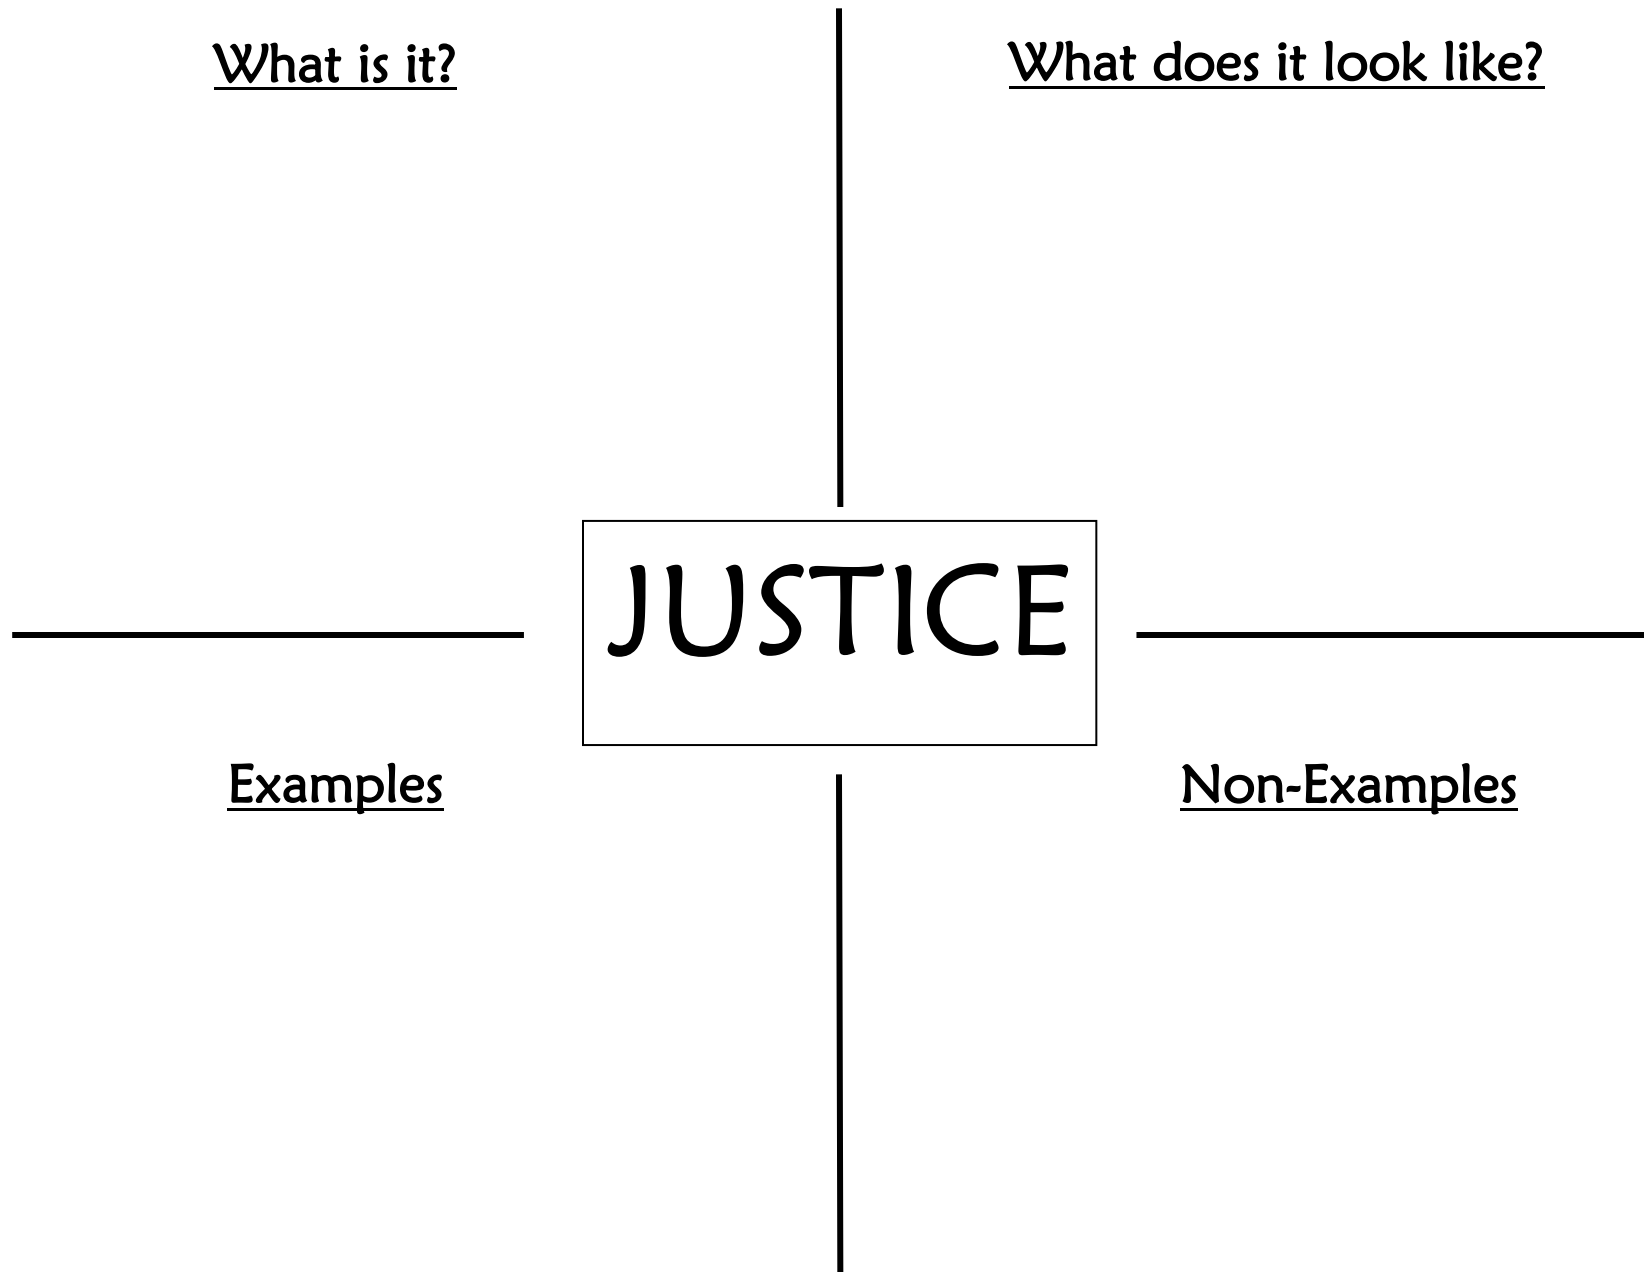 What is it?
What does it look like?
JUSTICE
Examples
Non-Examples